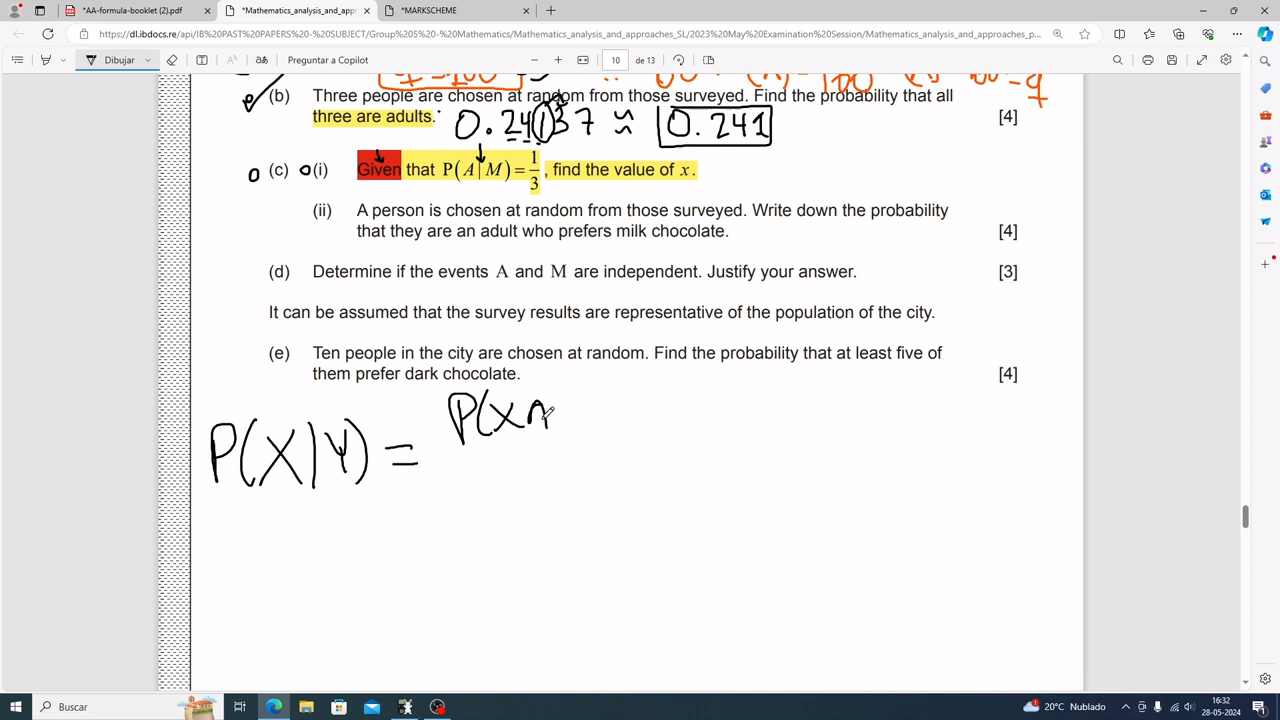 *AA-formula-booklet (2).pdf
*Mathematics_analysis_and_app
*MARKSCHEME
https://dl.ibdocs.re/api/IB%20PAST%20PAPERS%20-%20SUBJECT/Group%205%20-%20Mathematics/Mathematics_analysis_and_approaches_SL/2023%20May%20Examination%20Session/Mathematics_analysis_and_approaches_p...
Dibujar
Preguntar a Copilot
10
de 13
(b) Three people are chosen at random from those surveyed. Find the probability that all
three are adults. 0.24137 ≈ 0.241 [4]
(c) (i) Given that P(A|M) = 1/3, find the value of x.
(ii) A person is chosen at random from those surveyed. Write down the probability
that they are an adult who prefers milk chocolate. [4]
(d) Determine if the events A and M are independent. Justify your answer. [3]
It can be assumed that the survey results are representative of the population of the city.
(e) Ten people in the city are chosen at random. Find the probability that at least five of
them prefer dark chocolate. [4]
P(X∩
P(X|Y) =
Buscar
20°C Nublado
16:32
28-05-2024